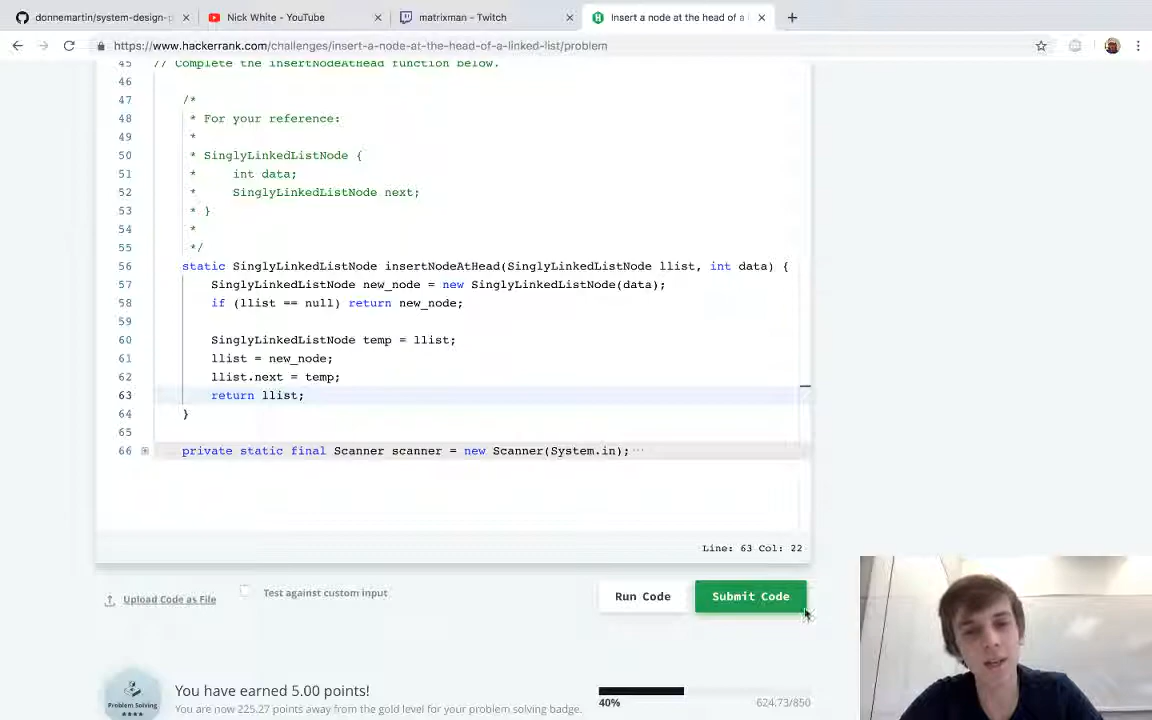 donnemartin/system-design-p
Nick White - YouTube
matrixman - Twitch
Insert a node at the head of a
https://www.hackerrank.com/challenges/insert-a-node-at-the-head-of-a-linked-list/problem
45 // Complete the insertNodeAtHead function below.
46
47 /*
48 * For your reference:
49 *
50 * SinglyLinkedListNode {
51 * int data;
52 * SinglyLinkedListNode next;
53 * }
54 *
55 */
56 static SinglyLinkedListNode insertNodeAtHead(SinglyLinkedListNode llist, int data) {
57 SinglyLinkedListNode new_node = new SinglyLinkedListNode(data);
58 if (llist == null) return new_node;
59
60 SinglyLinkedListNode temp = llist;
61 llist = new_node;
62 llist.next = temp;
63 return llist;
64 }
65
66 private static final Scanner scanner = new Scanner(System.in);
Line: 63 Col: 22
Upload Code as File
Test against custom input
Run Code
Submit Code
You have earned 5.00 points!
You are now 225.27 points away from the gold level for your problem solving badge.
40%
624.73/850
Problem Solving